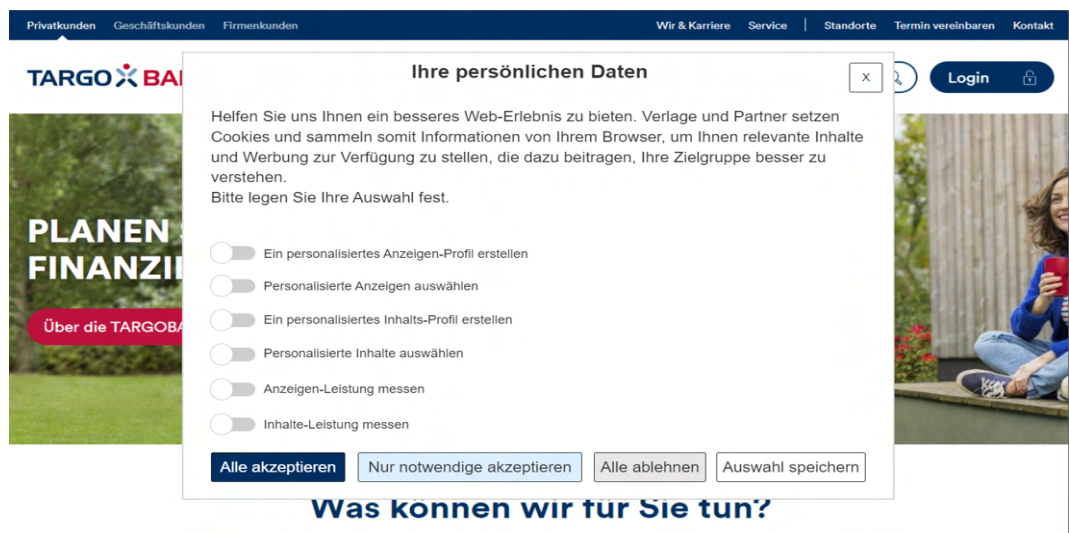 Privatkunden Geschäftskunden Firmenkunden Wir & Karriere Service Standorte Termin vereinbaren Kontakt
TARGO
Login
Ihre persönlichen Daten
X
Helfen Sie uns Ihnen ein besseres Web-Erlebnis zu bieten. Verlage und Partner setzen
Cookies und sammeln somit Informationen von Ihrem Browser, um Ihnen relevante Inhalte
und Werbung zur Verfügung zu stellen, die dazu beitragen, Ihre Zielgruppe besser zu
verstehen.
Bitte legen Sie Ihre Auswahl fest.
PLANEN
Über die
Ein personalisiertes Anzeigen-Profil erstellen
Personalisierte Anzeigen auswählen
Ein personalisiertes Inhalts-Profil erstellen
Personalisierte Inhalte auswählen
Anzeigen-Leistung messen
Inhalte-Leistung messen
Alle akzeptieren Nur notwendige akzeptieren Alle ablehnen Auswahl speichern
Was können wir für Sie tun?